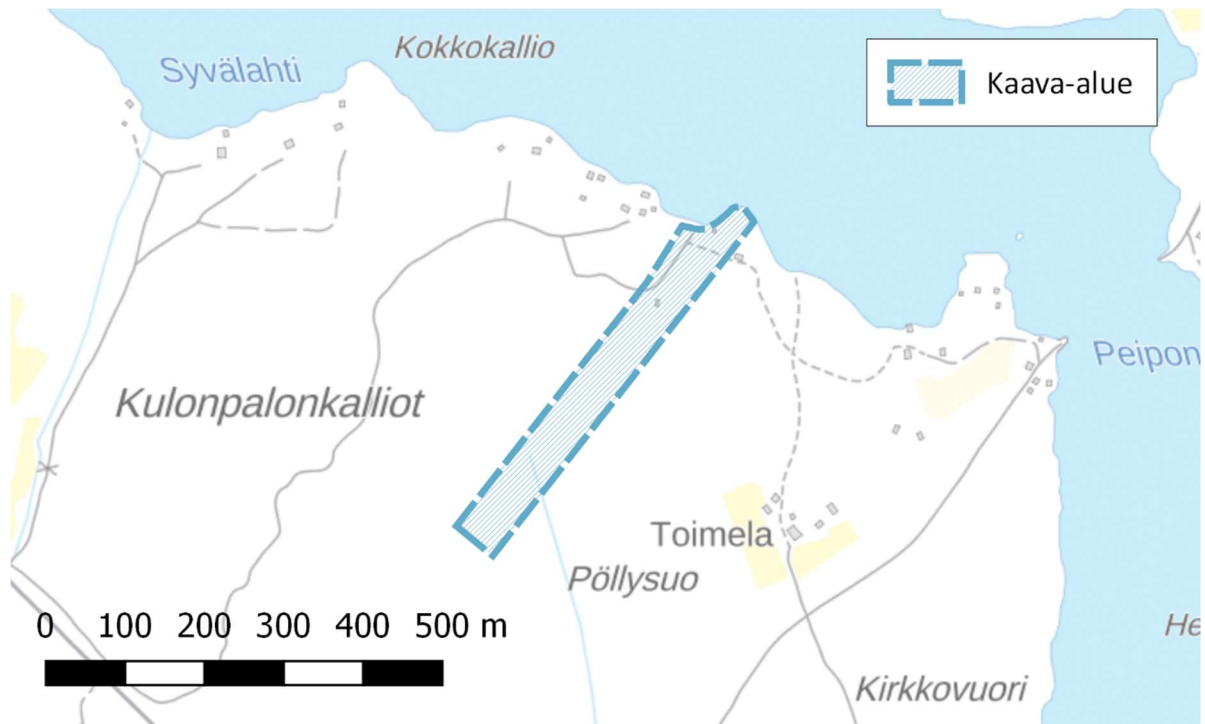 Kokkokallio
Syvälahti
Kaava-alue
Peipon
Kulonpalonkalliot
Toimela
Pöllysuo
0 100 200 300 400 500 m
He
Kirkkovuori